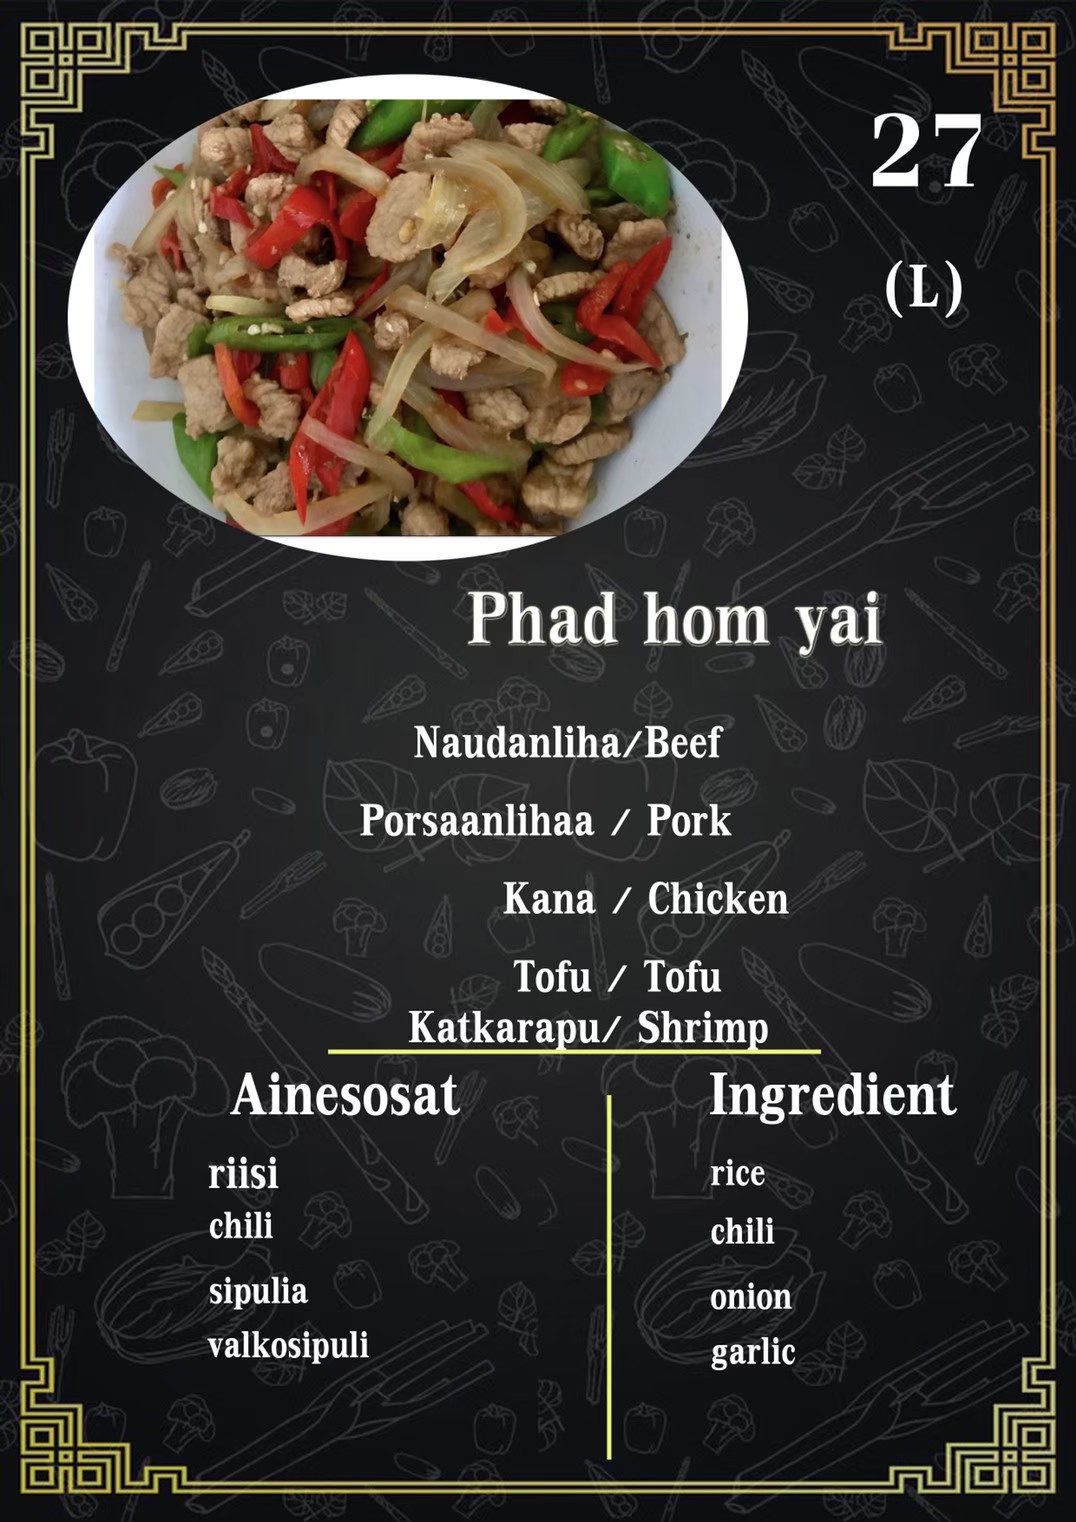 27
(L)
Phad hom yai
Naudanliha/Beef
Porsaanlihaa / Pork
Kana / Chicken
Tofu / Tofu
Katkarapu/ Shrimp
Ainesosat
riisi
chili
sipulia
valkosipuli
Ingredient
rice
chili
onion
garlic